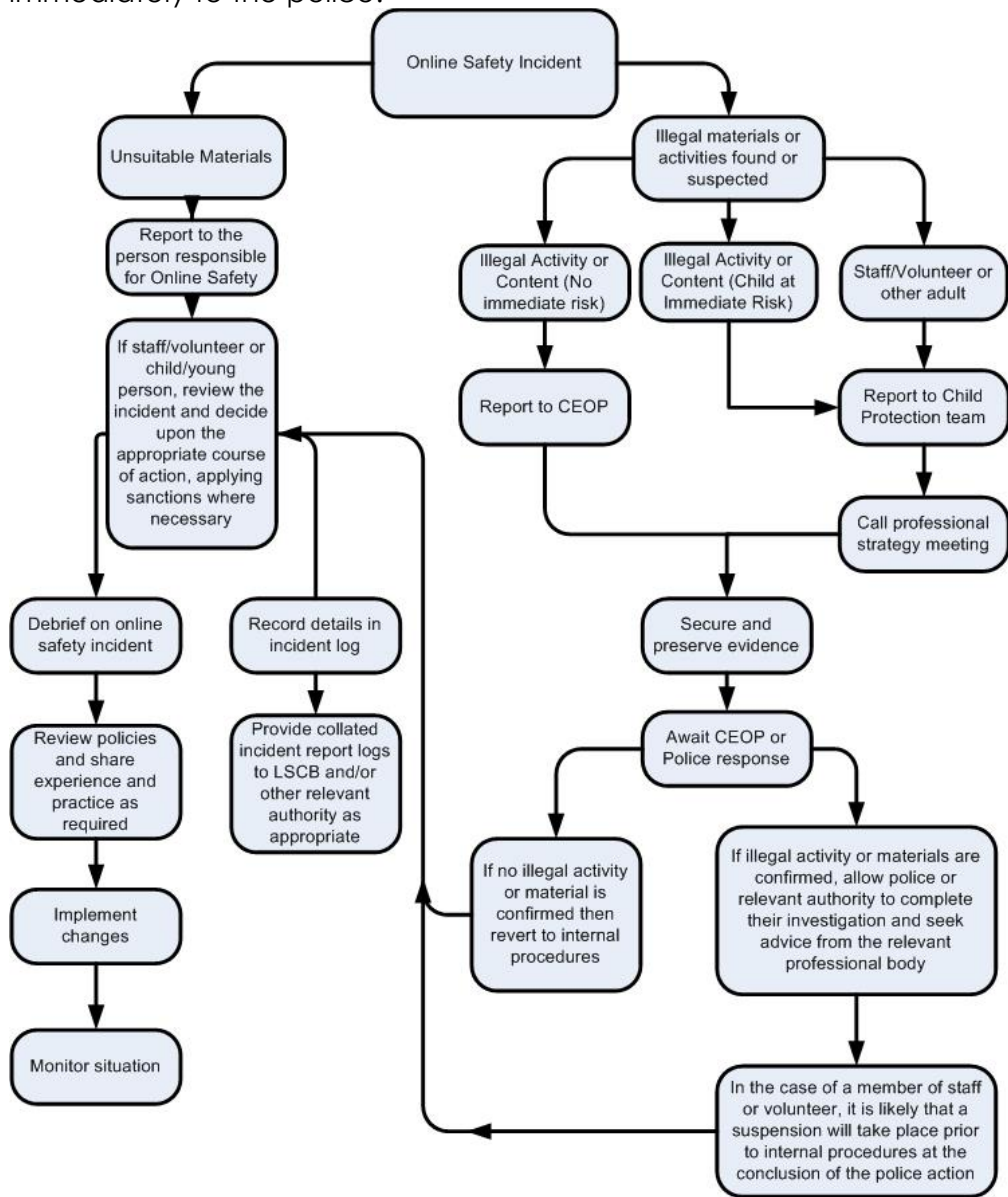 immediately to the police.
Online Safety Incident
Unsuitable Materials
Report to the
person responsible
for Online Safety
If staff/volunteer or
child/young
person, review the
incident and decide
upon the
appropriate course
of action, applying
sanctions where
necessary
Debrief on online
safety incident
Review policies
and share
experience and
practice as
required
Implement
changes
Monitor situation
Record details in
incident log
Provide collated
incident report logs
to LSCB and/or
other relevant
authority as
appropriate
Illegal materials or
activities found or
suspected
Illegal Activity or
Content (No
immediate risk)
Illegal Activity or
Content (Child at
Immediate Risk)
Staff/Volunteer or
other adult
Report to CEOP
Report to Child
Protection team
Call professional
strategy meeting
Secure and
preserve evidence
Await CEOP or
Police response
If no illegal activity
or material is
confirmed then
revert to internal
procedures
If illegal activity or materials are
confirmed, allow police or
relevant authority to complete
their investigation and seek
advice from the relevant
professional body
In the case of a member of staff
or volunteer, it is likely that a
suspension will take place prior
to internal procedures at the
conclusion of the police action